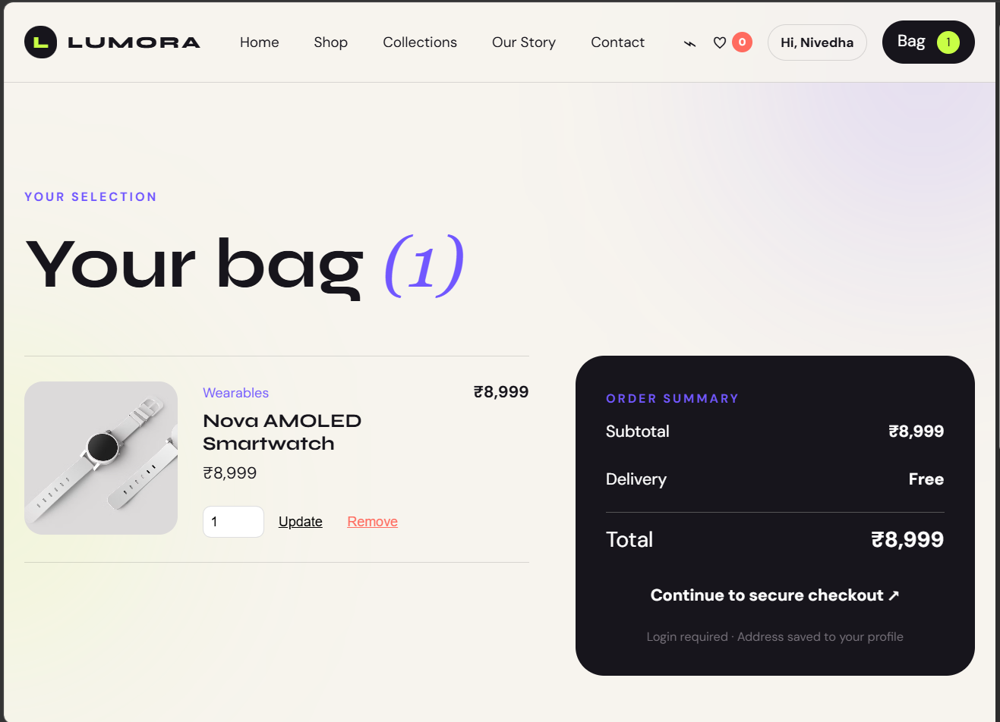 L LUMORA Home Shop Collections Our Story Contact 0 Hi, Nivedha Bag 1
YOUR SELECTION
Your bag (1)
Wearables ₹8,999
Nova AMOLED
Smartwatch
₹8,999
1 Update Remove
ORDER SUMMARY
Subtotal ₹8,999
Delivery Free
Total ₹8,999
Continue to secure checkout ↗
Login required · Address saved to your profile